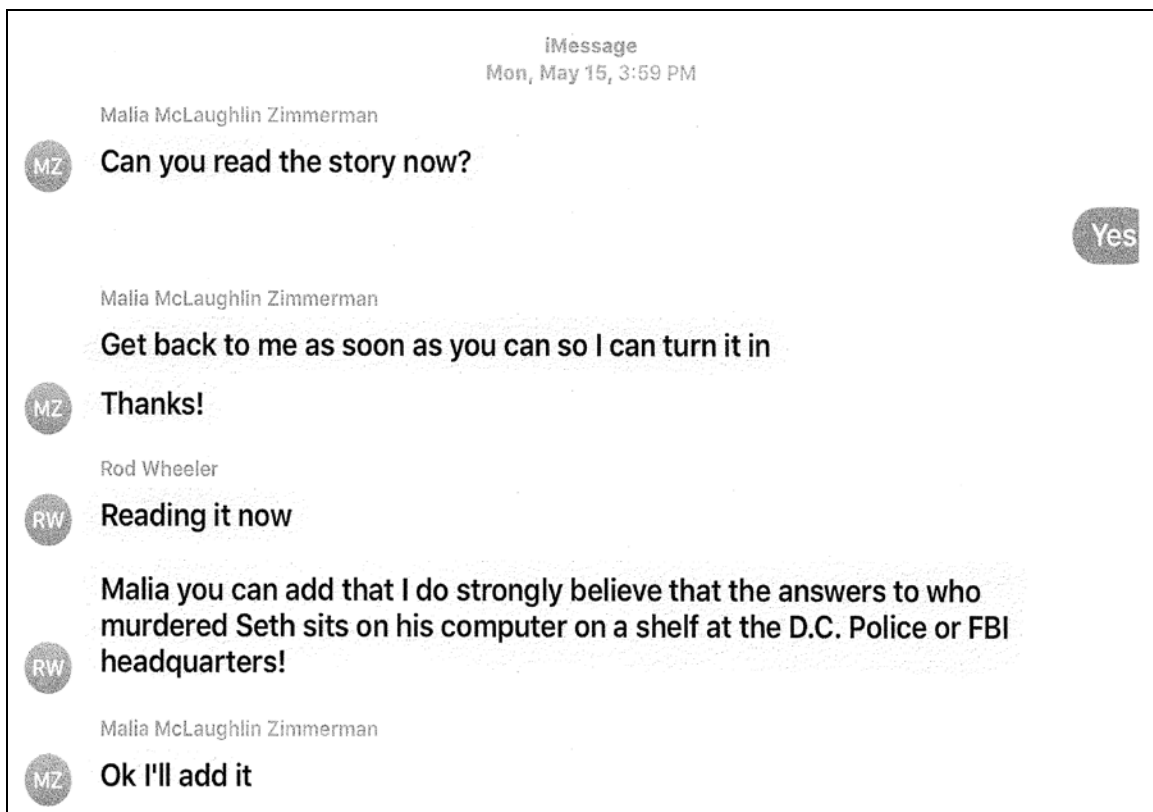 iMessage
Mon, May 15, 3:59 PM
Malia McLaughlin Zimmerman
MZ Can you read the story now?
Yes
Malia McLaughlin Zimmerman
Get back to me as soon as you can so I can turn it in
MZ Thanks!
Rod Wheeler
RW Reading it now
Malia you can add that I do strongly believe that the answers to who
murdered Seth sits on his computer on a shelf at the D.C. Police or FBI
RW headquarters!
Malia McLaughlin Zimmerman
MZ Ok I'll add it